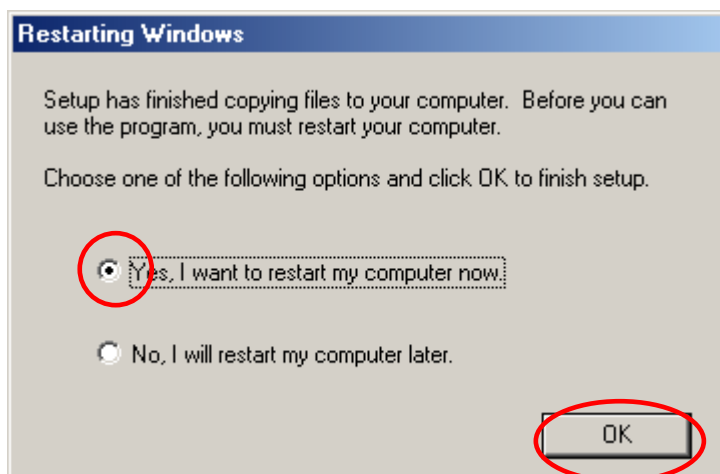 Restarting Windows
Setup has finished copying files to your computer.  Before you can
use the program, you must restart your computer.
Choose one of the following options and click OK to finish setup.
Yes, I want to restart my computer now.
No, I will restart my computer later.
OK